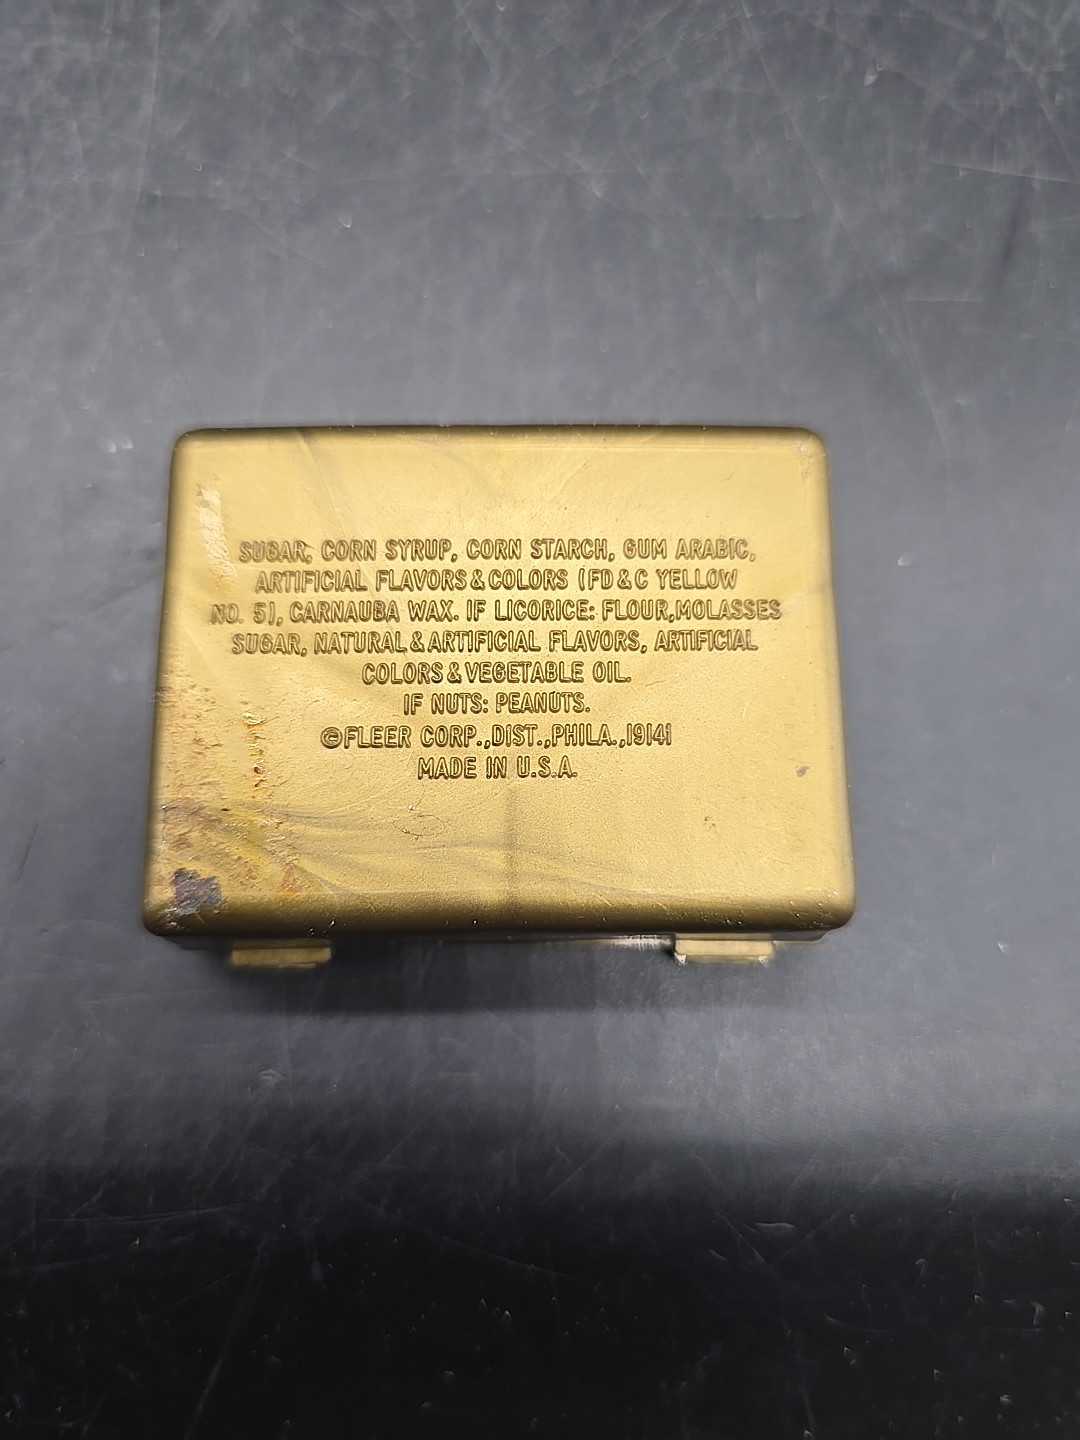 SUGAR, CORN SYRUP, CORN STARCH, GUM ARABIC,
ARTIFICIAL FLAVORS & COLORS (FD & C YELLOW
NO. 5), CARNAUBA WAX. IF LICORICE: FLOUR, MOLASSES
SUGAR, NATURAL & ARTIFICIAL FLAVORS, ARTIFICIAL
COLORS & VEGETABLE OIL.
IF NUTS: PEANUTS.
©FLEER CORP., DIST., PHILA., 19141
MADE IN U.S.A.